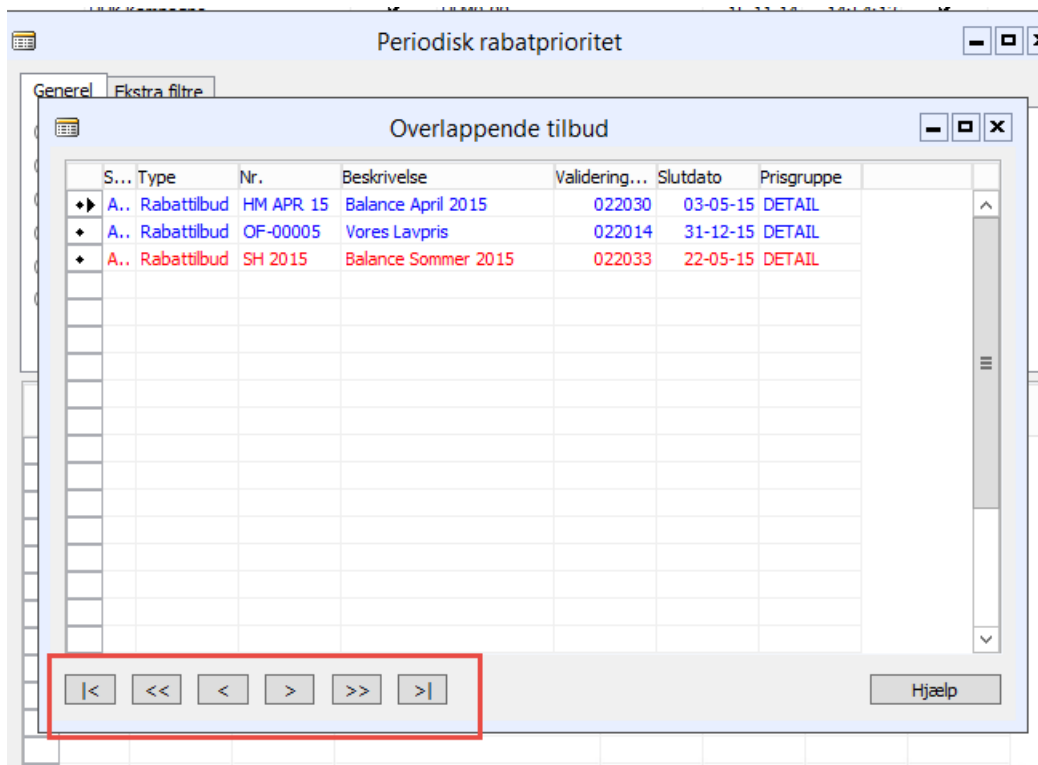 Periodisk rabatprioritet
Generel Ekstra filtre
Overlappende tilbud
S... Type Nr. Beskrivelse Validering... Slutdato Prisgruppe
A.. Rabattilbud HM APR 15 Balance April 2015 022030 03-05-15 DETAIL
A.. Rabattilbud OF-00005 Vores Lavpris 022014 31-12-15 DETAIL
A.. Rabattilbud SH 2015 Balance Sommer 2015 022033 22-05-15 DETAIL
|< << < > >> >| Hjælp